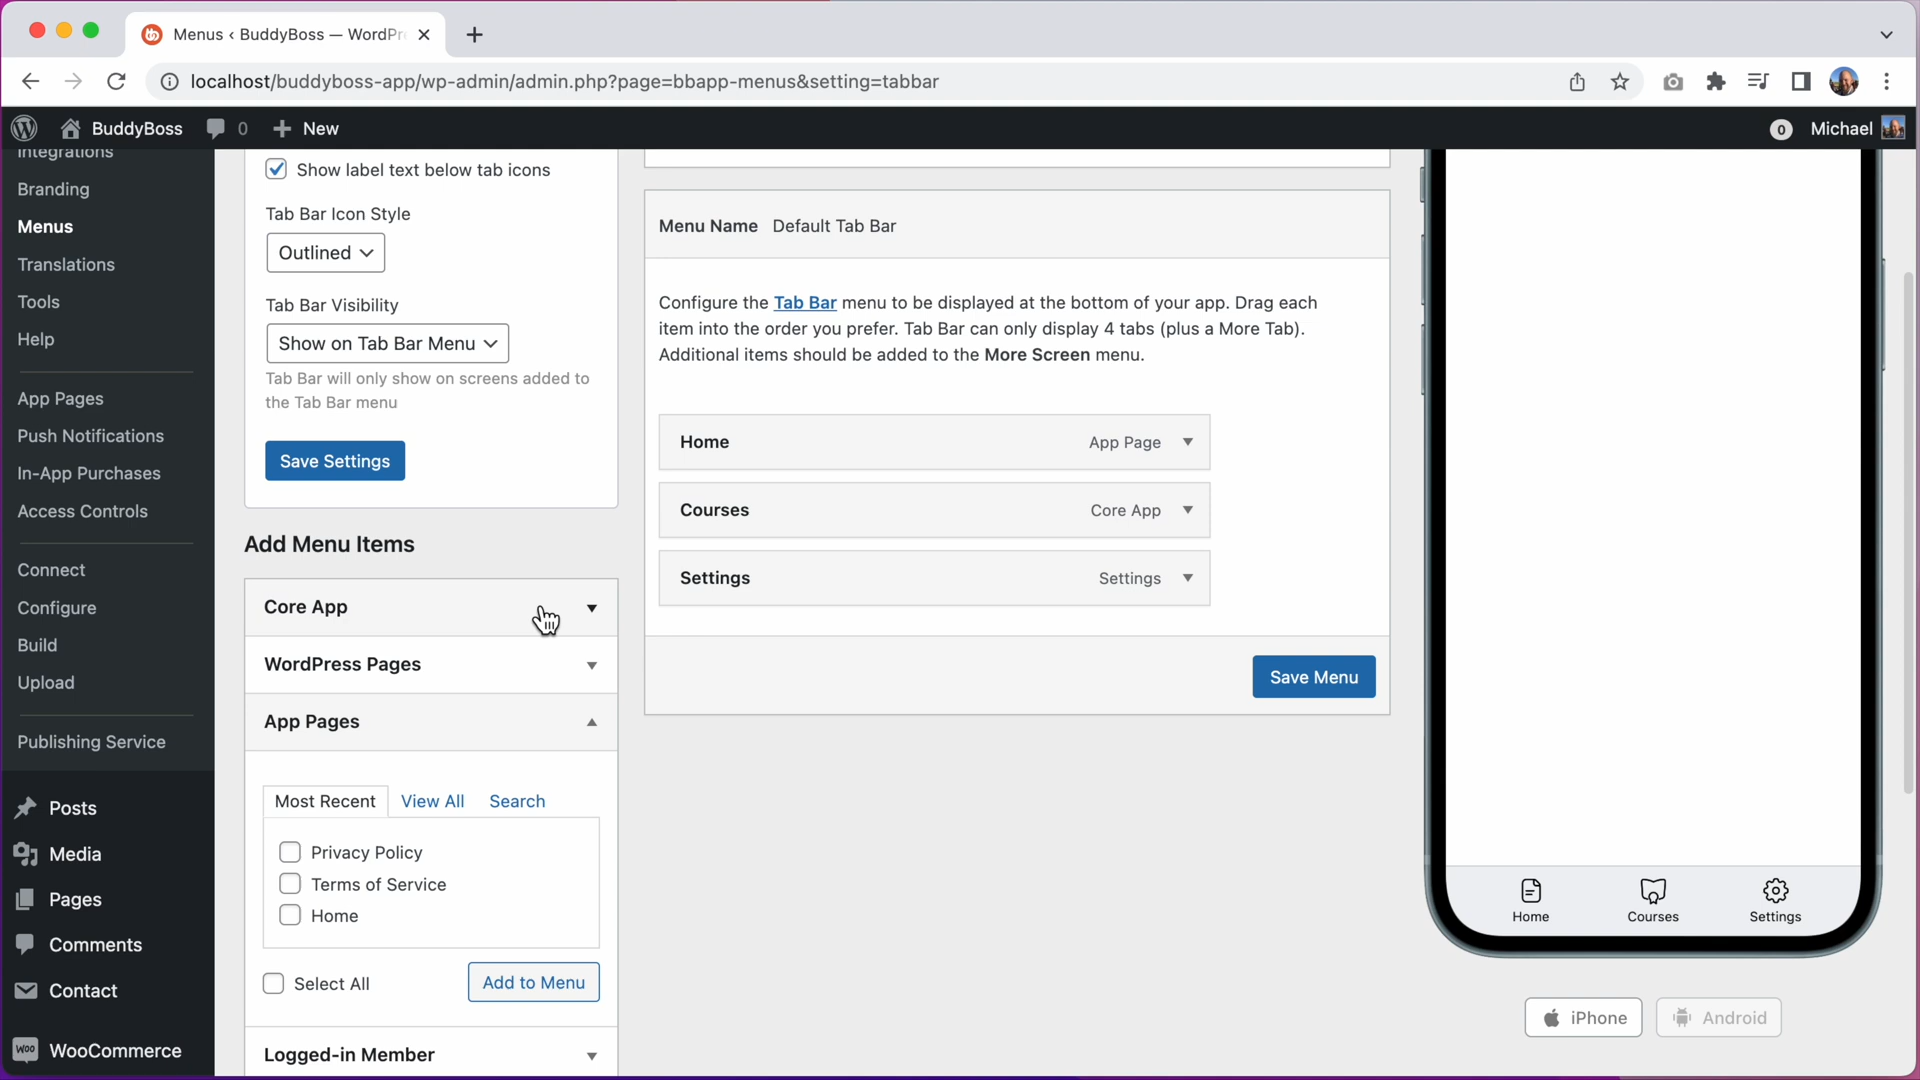 Menus ‹ BuddyBoss — WordPr
localhost/buddyboss-app/wp-admin/admin.php?page=bbapp-menus&setting=tabbar
BuddyBoss 0 New 0 Michael
Integrations
Branding
Menus
Translations
Tools
Help
App Pages
Push Notifications
In-App Purchases
Access Controls
Connect
Configure
Build
Upload
Publishing Service
Posts
Media
Pages
Comments
Contact
WooCommerce
Show label text below tab icons
Tab Bar Icon Style
Outlined
Tab Bar Visibility
Show on Tab Bar Menu
Tab Bar will only show on screens added to
the Tab Bar menu
Save Settings
Add Menu Items
Core App
WordPress Pages
App Pages
Most Recent View All Search
Privacy Policy
Terms of Service
Home
Select All Add to Menu
Logged-in Member
Menu Name Default Tab Bar
Configure the Tab Bar menu to be displayed at the bottom of your app. Drag each
item into the order you prefer. Tab Bar can only display 4 tabs (plus a More Tab).
Additional items should be added to the More Screen menu.
Home App Page
Courses Core App
Settings Settings
Save Menu
Home Courses Settings
iPhone Android